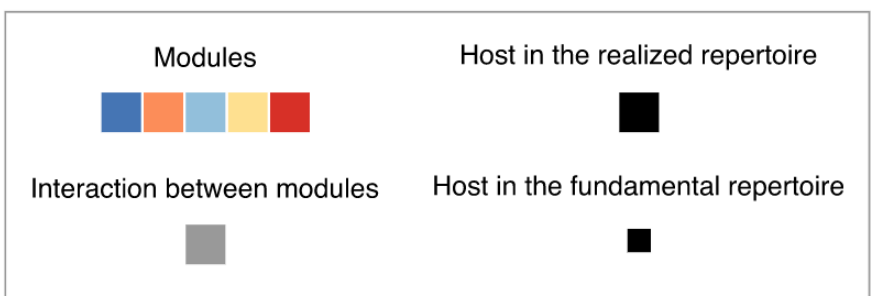 Modules
Host in the realized repertoire
Interaction between modules
Host in the fundamental repertoire